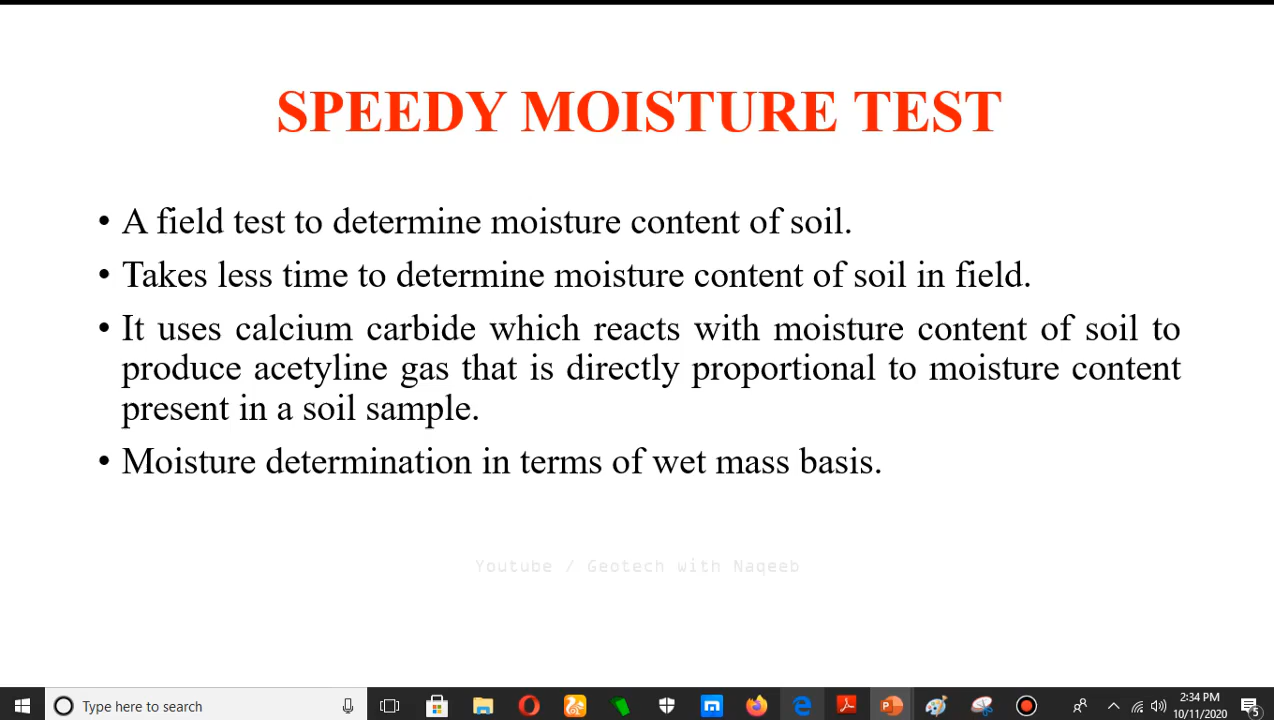 SPEEDY MOISTURE TEST
• A field test to determine moisture content of soil.
• Takes less time to determine moisture content of soil in field.
• It uses calcium carbide which reacts with moisture content of soil to
produce acetyline gas that is directly proportional to moisture content
present in a soil sample.
• Moisture determination in terms of wet mass basis.
Youtube / Geotech with Naqeeb
Type here to search
2:34 PM
10/11/2020
5